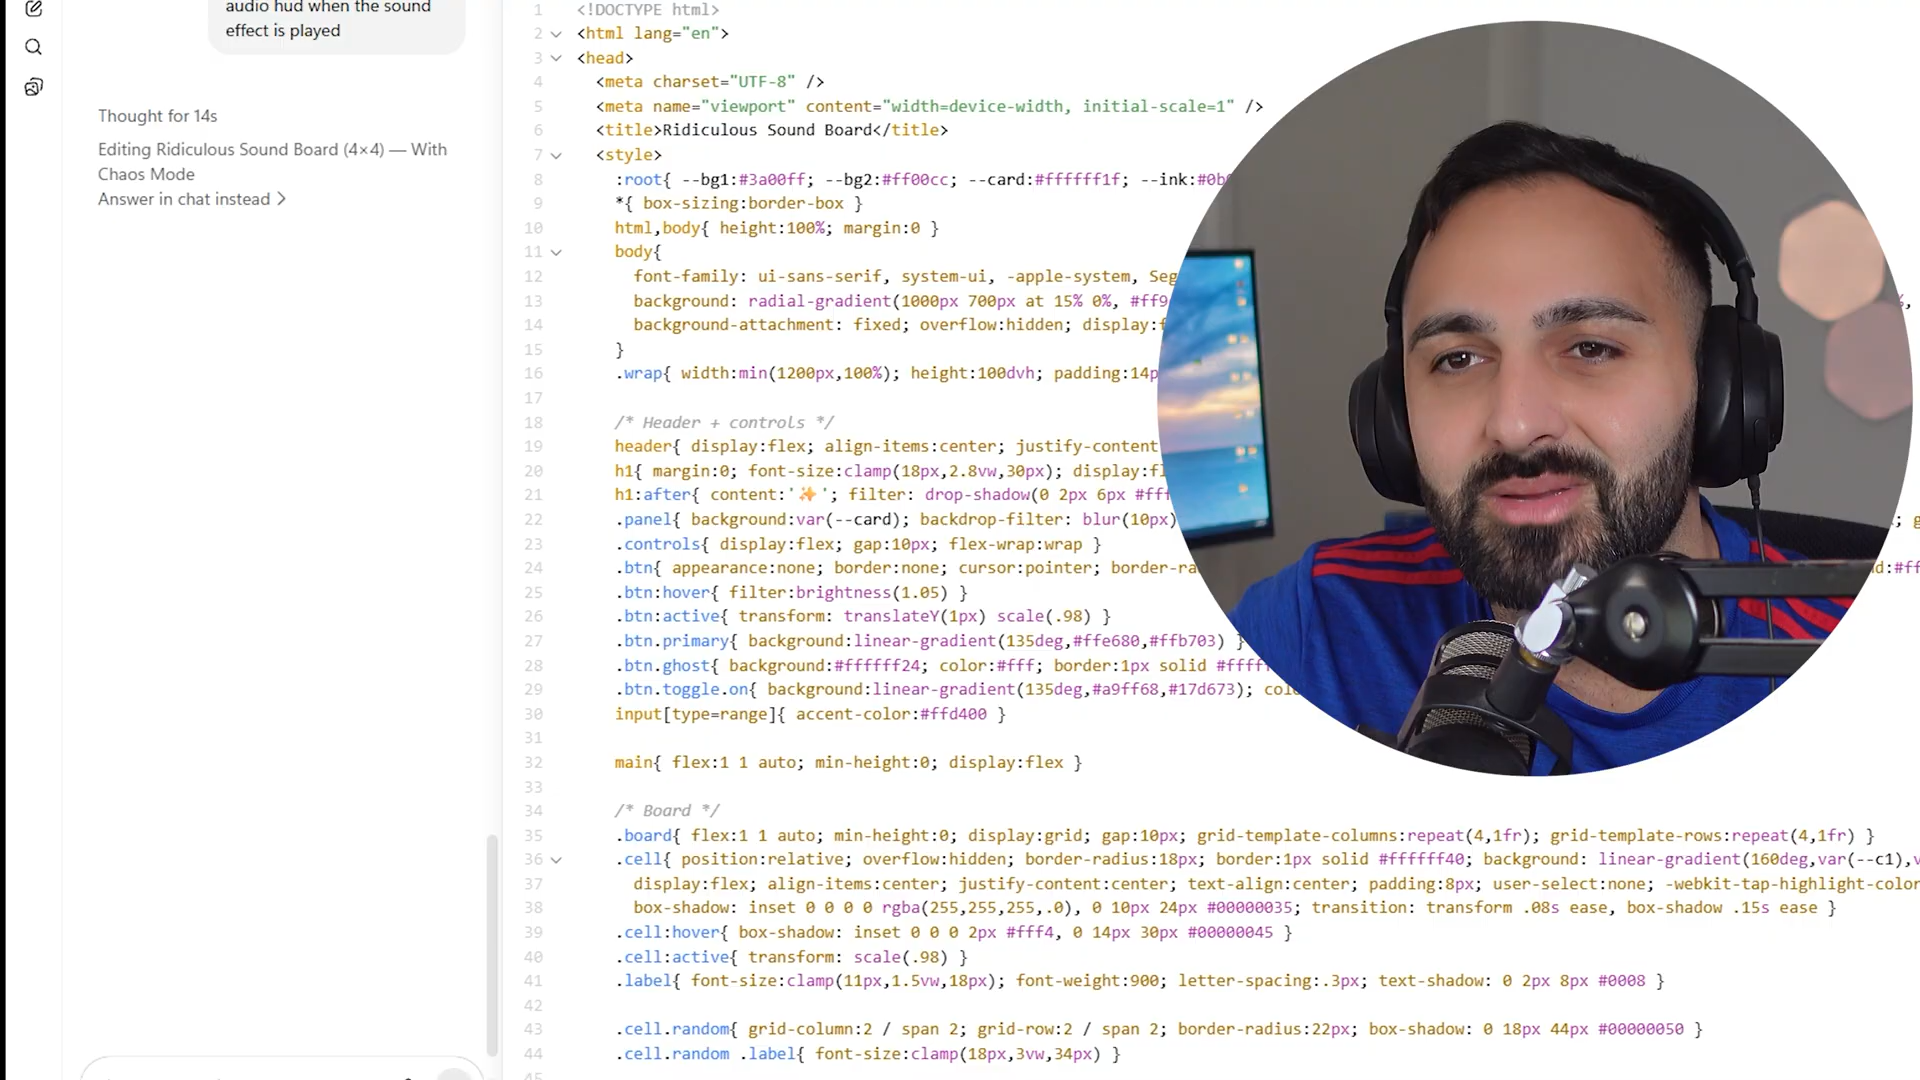 audio hud when the sound
effect is played
Thought for 14s
Editing Ridiculous Sound Board (4×4) — With
Chaos Mode
Answer in chat instead >
1 <!DOCTYPE html>
2 <html lang="en">
3 <head>
4 <meta charset="UTF-8" />
5 <meta name="viewport" content="width=device-width, initial-scale=1" />
6 <title>Ridiculous Sound Board</title>
7 <style>
8 :root{ --bg1:#3a00ff; --bg2:#ff00cc; --card:#ffffff1f; --ink:#0b
9 *{ box-sizing:border-box }
10 html,body{ height:100%; margin:0 }
11 body{
12 font-family: ui-sans-serif, system-ui, -apple-system, Seg
13 background: radial-gradient(1000px 700px at 15% 0%, #ff9
14 background-attachment: fixed; overflow:hidden; display:f
15 }
16 .wrap{ width:min(1200px,100%); height:100dvh; padding:14p
17
18 /* Header + controls */
19 header{ display:flex; align-items:center; justify-content
20 h1{ margin:0; font-size:clamp(18px,2.8vw,30px); display:fl
21 h1:after{ content:'✨'; filter: drop-shadow(0 2px 6px #fff
22 .panel{ background:var(--card); backdrop-filter: blur(10px) ; g
23 .controls{ display:flex; gap:10px; flex-wrap:wrap }
24 .btn{ appearance:none; border:none; cursor:pointer; border-ra d:#ff
25 .btn:hover{ filter:brightness(1.05) }
26 .btn:active{ transform: translateY(1px) scale(.98) }
27 .btn.primary{ background:linear-gradient(135deg,#ffe680,#ffb703) }
28 .btn.ghost{ background:#ffffff24; color:#fff; border:1px solid #fffff
29 .btn.toggle.on{ background:linear-gradient(135deg,#a9ff68,#17d673); colo
30 input[type=range]{ accent-color:#ffd400 }
31
32 main{ flex:1 1 auto; min-height:0; display:flex }
33
34 /* Board */
35 .board{ flex:1 1 auto; min-height:0; display:grid; gap:10px; grid-template-columns:repeat(4,1fr); grid-template-rows:repeat(4,1fr) }
36 .cell{ position:relative; overflow:hidden; border-radius:18px; border:1px solid #ffffff40; background: linear-gradient(160deg,var(--c1),v
37 display:flex; align-items:center; justify-content:center; text-align:center; padding:8px; user-select:none; -webkit-tap-highlight-color
38 box-shadow: inset 0 0 0 0 rgba(255,255,255,.0), 0 10px 24px #00000035; transition: transform .08s ease, box-shadow .15s ease }
39 .cell:hover{ box-shadow: inset 0 0 0 2px #fff4, 0 14px 30px #00000045 }
40 .cell:active{ transform: scale(.98) }
41 .label{ font-size:clamp(11px,1.5vw,18px); font-weight:900; letter-spacing:.3px; text-shadow: 0 2px 8px #0008 }
42
43 .cell.random{ grid-column:2 / span 2; grid-row:2 / span 2; border-radius:22px; box-shadow: 0 18px 44px #00000050 }
44 .cell.random .label{ font-size:clamp(18px,3vw,34px) }
45